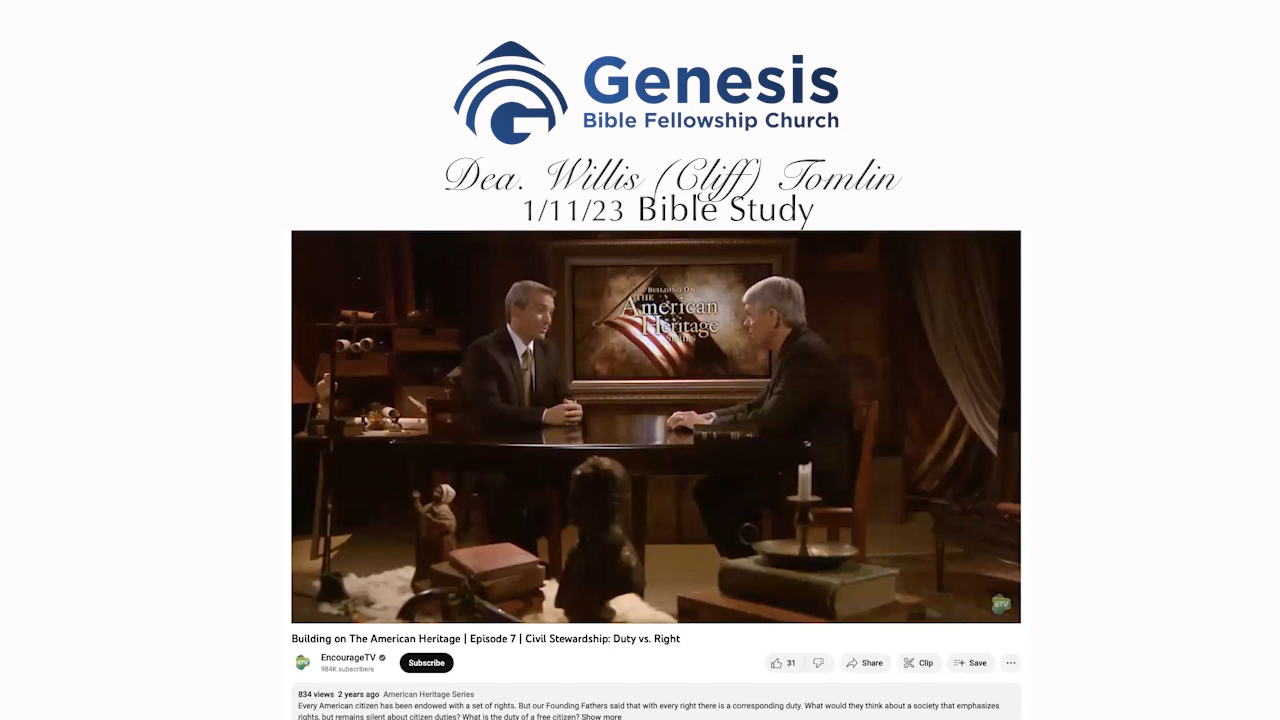 Genesis
Bible Fellowship Church
Dea. Willis (Cliff) Tomlin
1/11/23 Bible Study
BUILDING ON
THE
American
Heritage
SERIES
ETV
Building on The American Heritage | Episode 7 | Civil Stewardship: Duty vs. Right
ETV
EncourageTV
984K subscribers
Subscribe
31
Share
Clip
Save
834 views 2 years ago American Heritage Series
Every American citizen has been endowed with a set of rights. But our Founding Fathers said that with every right there is a corresponding duty. What would they think about a society that emphasizes
rights, but remains silent about citizen duties? What is the duty of a free citizen? Show more